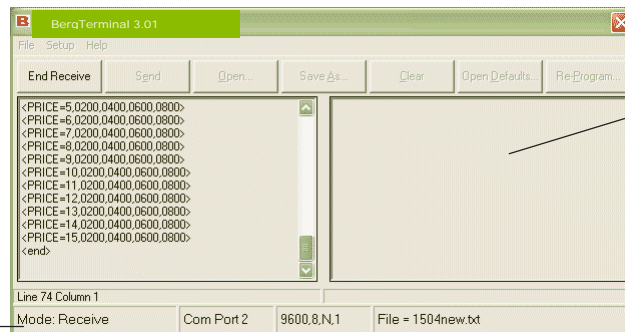 B BergTerminal 3.01
File Setup Help
End Receive Send Open... Save As... Clear Open Defaults... Re-Program...
<PRICE=5,0200,0400,0600,0800>
<PRICE=6,0200,0400,0600,0800>
<PRICE=7,0200,0400,0600,0800>
<PRICE=8,0200,0400,0600,0800>
<PRICE=9,0200,0400,0600,0800>
<PRICE=10,0200,0400,0600,0800>
<PRICE=11,0200,0400,0600,0800>
<PRICE=12,0200,0400,0600,0800>
<PRICE=13,0200,0400,0600,0800>
<PRICE=14,0200,0400,0600,0800>
<PRICE=15,0200,0400,0600,0800>
<end>
Line 74 Column 1
Mode: Receive Com Port 2 9600,8,N,1 File = 1504new.txt